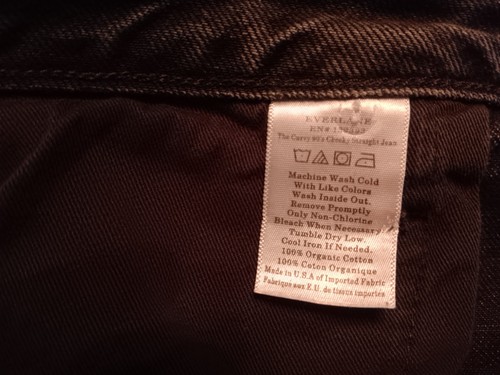 EVERLANE
The Curvy 90's Cheeky Straight Jean
Machine Wash Cold
With Like Colors
Wash Inside Out.
Remove Promptly
Only Non-Chlorine
Bleach When Necessary
Tumble Dry Low.
Cool Iron If Needed.
100% Organic Cotton
100% Coton Organique
Made in U.S.A of Imported Fabric
Fabrique aux E.U. de tissus importés